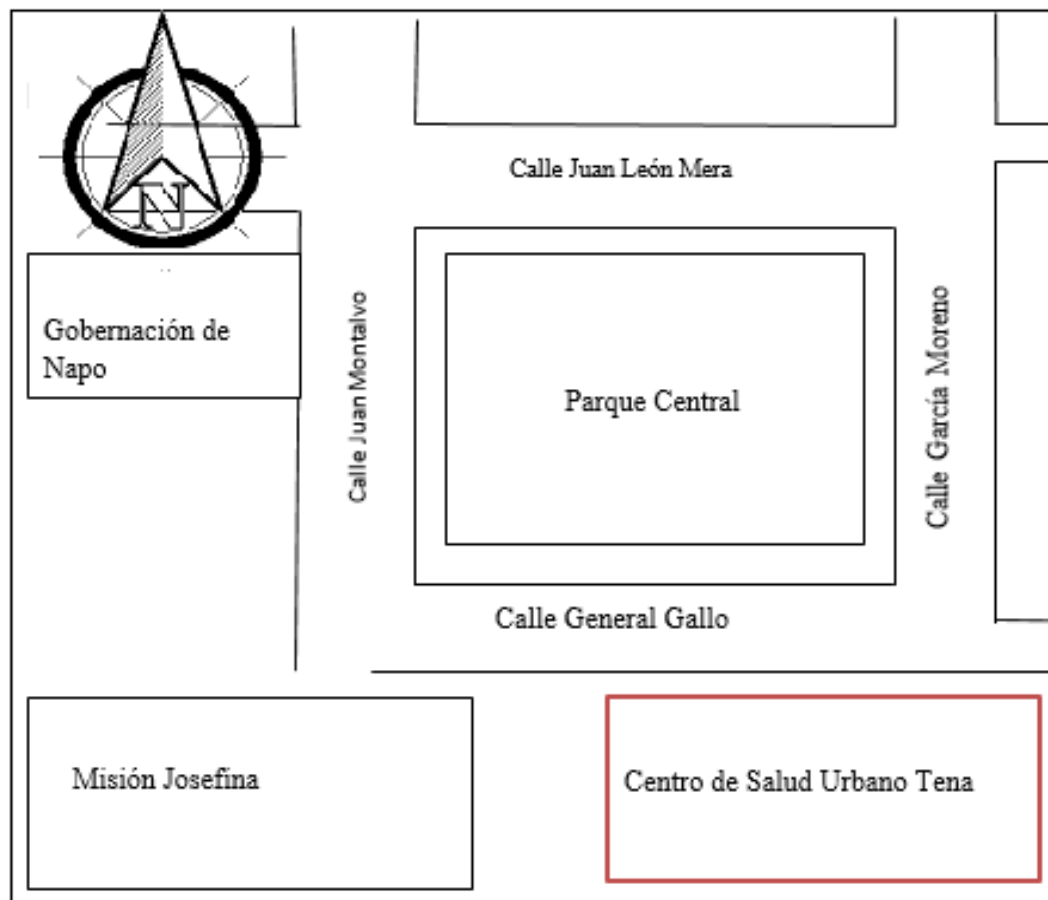 N
Calle Juan León Mera
Gobernación de
Napo
Calle Juan Montalvo
Parque Central
Calle García Moreno
Calle General Gallo
Misión Josefina
Centro de Salud Urbano Tena